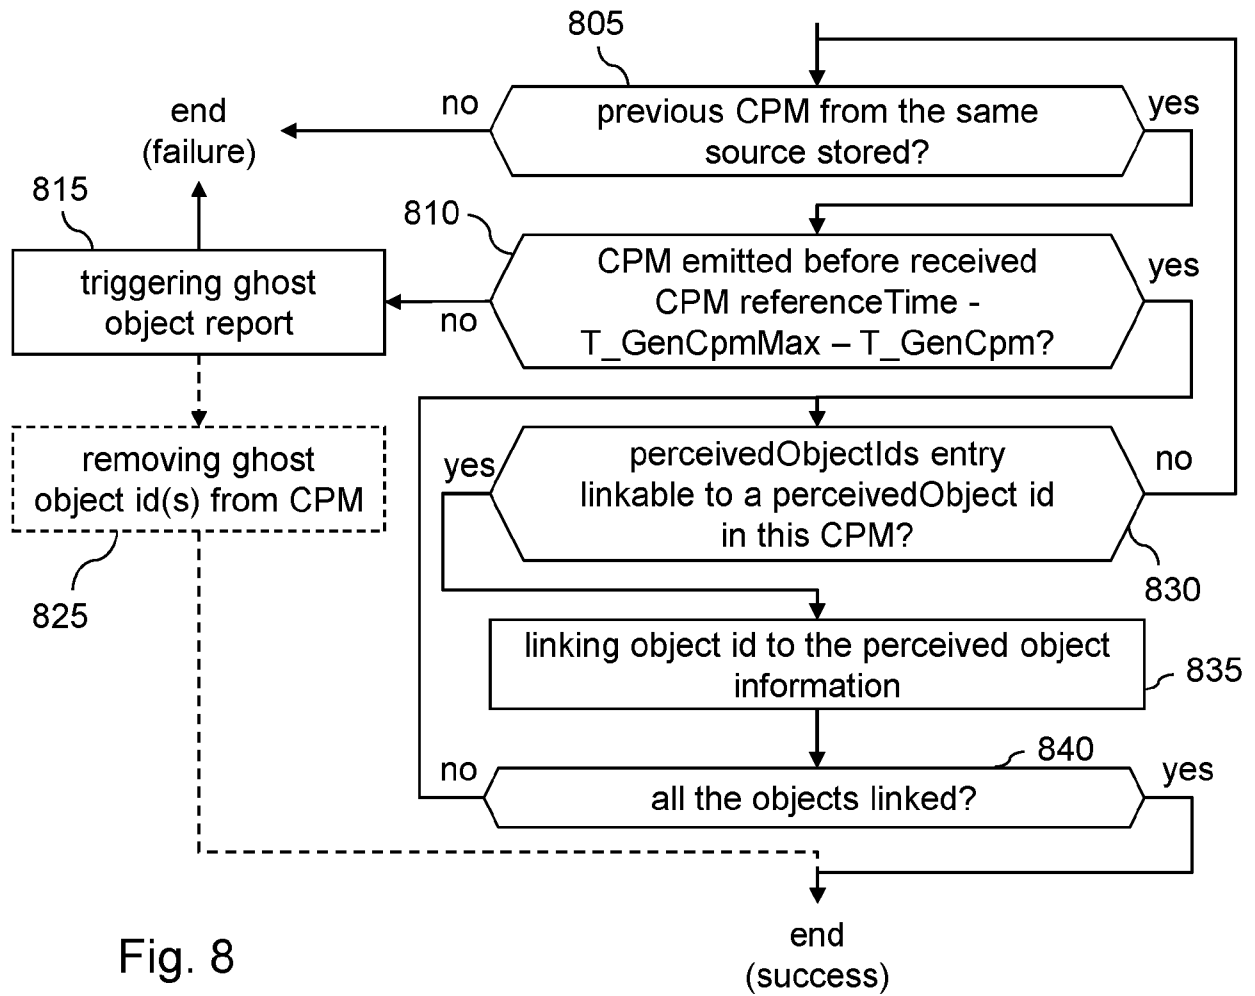 805
no
previous CPM from the same
source stored?
yes
end
(failure)
815
triggering ghost
object report
810
no
CPM emitted before received
CPM referenceTime -
T_GenCpmMax – T_GenCpm?
yes
removing ghost
object id(s) from CPM
825
yes
perceivedObjectIds entry
linkable to a perceivedObject id
in this CPM?
no
830
linking object id to the perceived object
information
835
840
no
all the objects linked?
yes
end
(success)
Fig. 8